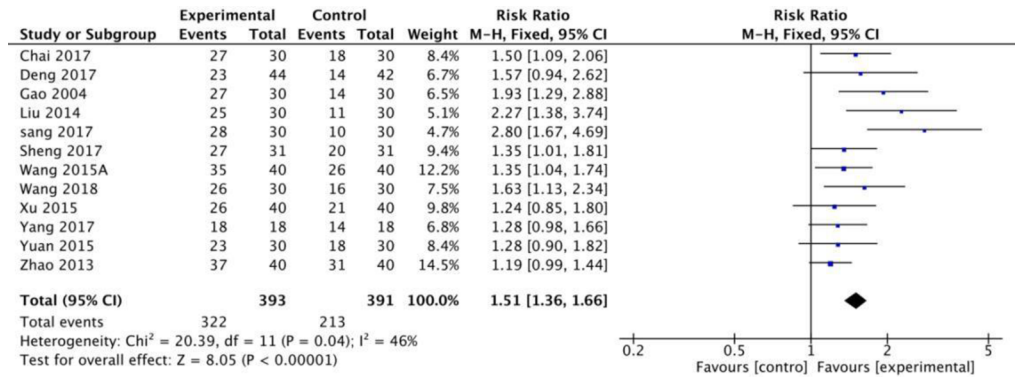 Experimental Control Risk Ratio Risk Ratio
Study or Subgroup Events Total Events Total Weight M-H, Fixed, 95% CI M-H, Fixed, 95% CI
Chai 2017 27 30 18 30 8.4% 1.50 [1.09, 2.06]
Deng 2017 23 44 14 42 6.7% 1.57 [0.94, 2.62]
Gao 2004 27 30 14 30 6.5% 1.93 [1.29, 2.88]
Liu 2014 25 30 11 30 5.1% 2.27 [1.38, 3.74]
sang 2017 28 30 10 30 4.7% 2.80 [1.67, 4.69]
Sheng 2017 27 31 20 31 9.4% 1.35 [1.01, 1.81]
Wang 2015A 35 40 26 40 12.2% 1.35 [1.04, 1.74]
Wang 2018 26 30 16 30 7.5% 1.63 [1.13, 2.34]
Xu 2015 26 40 21 40 9.8% 1.24 [0.85, 1.80]
Yang 2017 18 18 14 18 6.8% 1.28 [0.98, 1.66]
Yuan 2015 23 30 18 30 8.4% 1.28 [0.90, 1.82]
Zhao 2013 37 40 31 40 14.5% 1.19 [0.99, 1.44]
Total (95% CI) 393 391 100.0% 1.51 [1.36, 1.66]
Total events 322 213
Heterogeneity: Chi² = 20.39, df = 11 (P = 0.04); I² = 46%
Test for overall effect: Z = 8.05 (P < 0.00001)
0.2 0.5 1 2 5
Favours [contro] Favours [experimental]